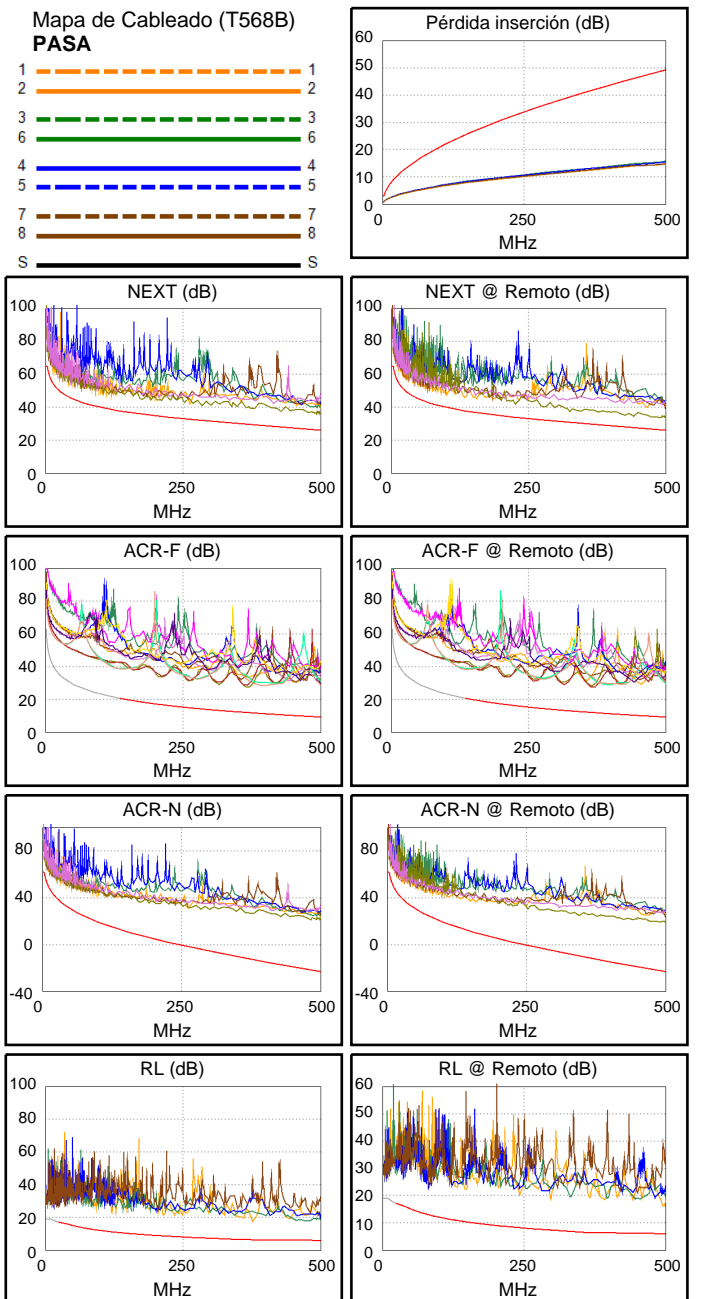 Mapa de Cableado (T568B)
PASA
1 1
2 2
3 3
6 6
4 4
5 5
7 7
8 8
S S
Pérdida inserción (dB)
60
50
40
30
20
10
0
0 250 500
MHz
NEXT (dB)
100
80
60
40
20
0
0 250 500
MHz
NEXT @ Remoto (dB)
100
80
60
40
20
0
0 250 500
MHz
ACR-F (dB)
100
80
60
40
20
0
0 250 500
MHz
ACR-F @ Remoto (dB)
100
80
60
40
20
0
0 250 500
MHz
ACR-N (dB)
80
40
0
-40
0 250 500
MHz
ACR-N @ Remoto (dB)
80
40
0
-40
0 250 500
MHz
RL (dB)
100
80
60
40
20
0
0 250 500
MHz
RL @ Remoto (dB)
60
50
40
30
20
10
0
0 250 500
MHz